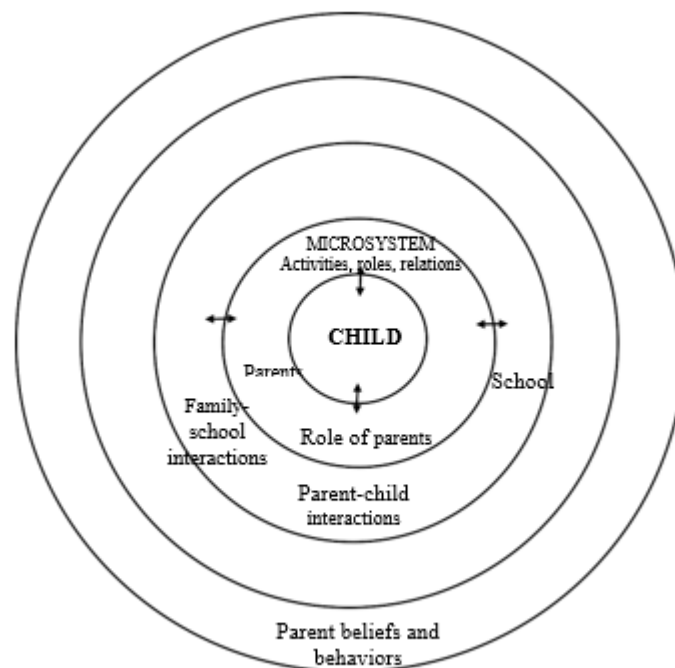 MICROSYSTEM
Activities, roles, relations
CHILD
Parents
School
Family-
school
interactions
Role of parents
Parent-child
interactions
Parent beliefs and
behaviors